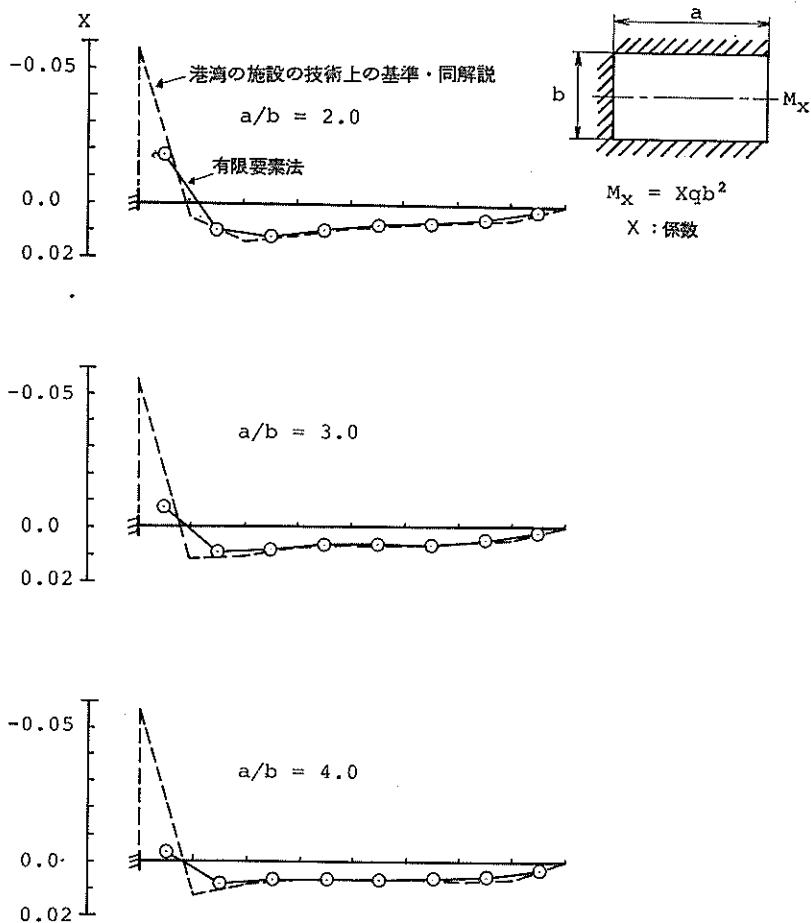 X
-0.05
0.0
0.02
港湾の施設の技術上の基準・同解説
a/b = 2.0
有限要素法
a
b
Mx
Mx = Xqb²
X：係数
-0.05
0.0
0.02
a/b = 3.0
-0.05
0.0
0.02
a/b = 4.0